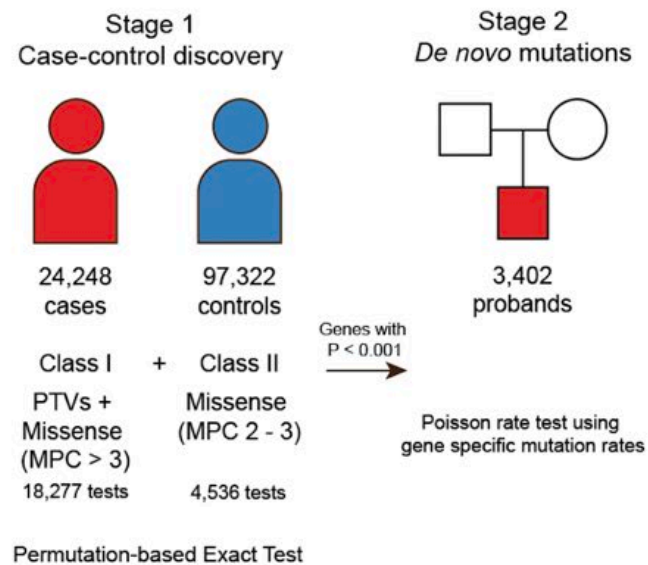 Stage 1
Case-control discovery
Stage 2
De novo mutations
24,248
cases
97,322
controls
3,402
probands
Genes with
P < 0.001
Class I + Class II
PTVs +
Missense
(MPC > 3)
18,277 tests
Missense
(MPC 2 - 3)
4,536 tests
Poisson rate test using
gene specific mutation rates
Permutation-based Exact Test